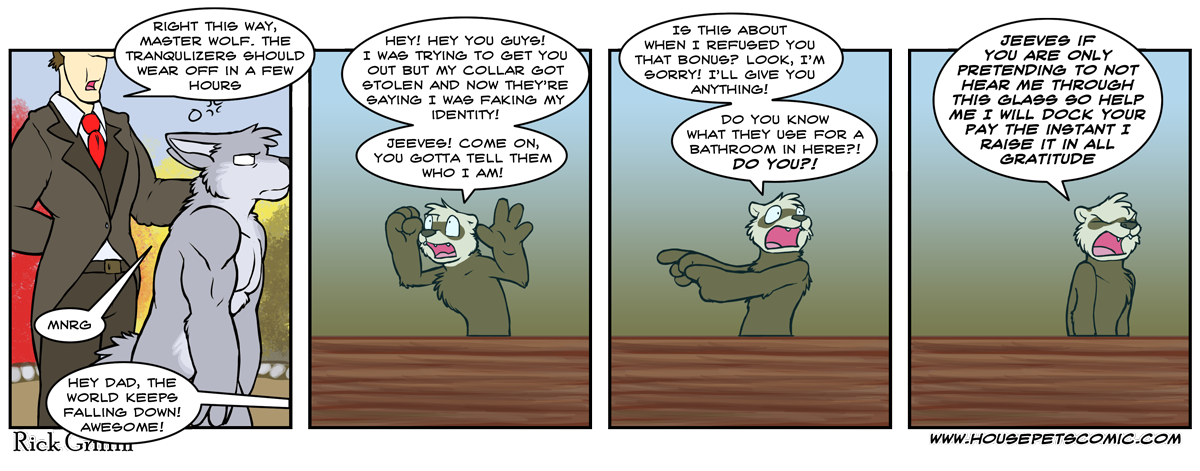 RIGHT THIS WAY,
MASTER WOLF. THE
TRANQULIZERS SHOULD
WEAR OFF IN A FEW
HOURS
MNRG
HEY DAD, THE
WORLD KEEPS
FALLING DOWN!
AWESOME!
HEY! HEY YOU GUYS!
I WAS TRYING TO GET YOU
OUT BUT MY COLLAR GOT
STOLEN AND NOW THEY'RE
SAYING I WAS FAKING MY
IDENTITY!
JEEVES! COME ON,
YOU GOTTA TELL THEM
WHO I AM!
IS THIS ABOUT
WHEN I REFUSED YOU
THAT BONUS? LOOK, I'M
SORRY! I'LL GIVE YOU
ANYTHING!
DO YOU KNOW
WHAT THEY USE FOR A
BATHROOM IN HERE?!
DO YOU?!
JEEVES IF
YOU ARE ONLY
PRETENDING TO NOT
HEAR ME THROUGH
THIS GLASS SO HELP
ME I WILL DOCK YOUR
PAY THE INSTANT I
RAISE IT IN ALL
GRATITUDE
Rick
WWW.HOUSEPETSCOMIC.COM